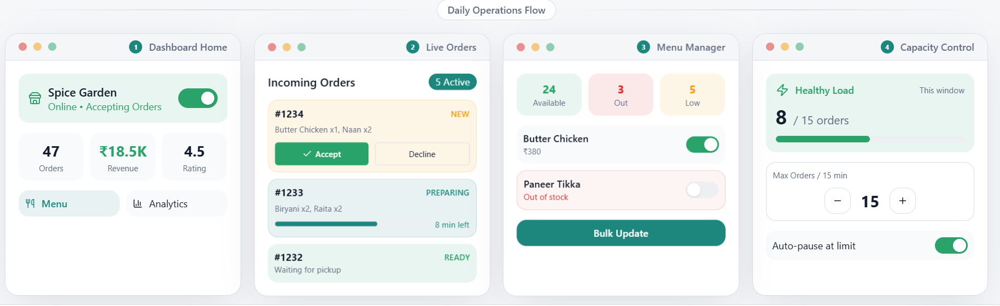 Daily Operations Flow
1 Dashboard Home
Spice Garden
Online • Accepting Orders
47
Orders
₹18.5K
Revenue
4.5
Rating
Menu
Analytics
2 Live Orders
Incoming Orders
5 Active
#1234
NEW
Butter Chicken x1, Naan x2
Accept
Decline
#1233
PREPARING
Biryani x2, Raita x2
8 min left
#1232
READY
Waiting for pickup
3 Menu Manager
24
Available
3
Out
5
Low
Butter Chicken
₹380
Paneer Tikka
Out of stock
Bulk Update
4 Capacity Control
Healthy Load
This window
8 / 15 orders
Max Orders / 15 min
− 15 +
Auto-pause at limit